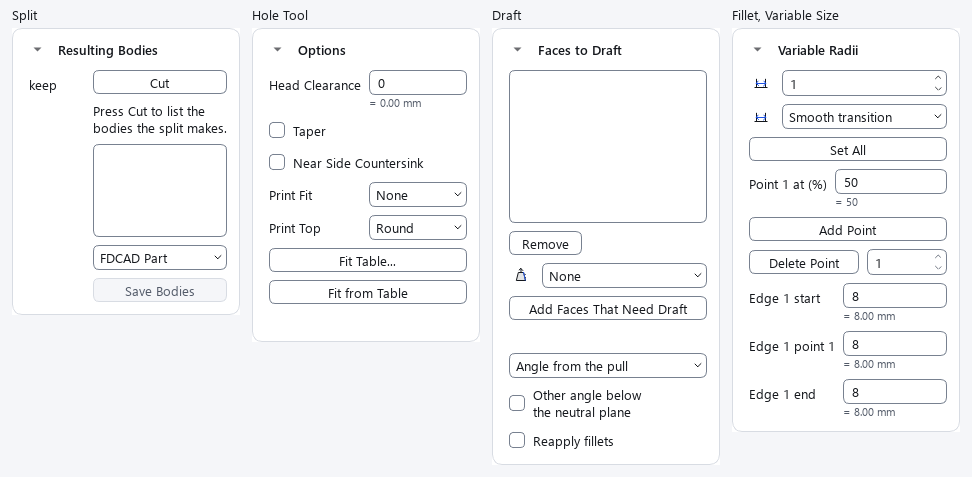 Split
Resulting Bodies
keep
Cut
Press Cut to list the
bodies the split makes.
FDCAD Part
Save Bodies
Hole Tool
Options
Head Clearance
0
= 0.00 mm
Taper
Near Side Countersink
Print Fit
None
Print Top
Round
Fit Table...
Fit from Table
Draft
Faces to Draft
Remove
None
Add Faces That Need Draft
Angle from the pull
Other angle below
the neutral plane
Reapply fillets
Fillet, Variable Size
Variable Radii
1
Smooth transition
Set All
Point 1 at (%)
50
= 50
Add Point
Delete Point
1
Edge 1 start
8
= 8.00 mm
Edge 1 point 1
8
= 8.00 mm
Edge 1 end
8
= 8.00 mm